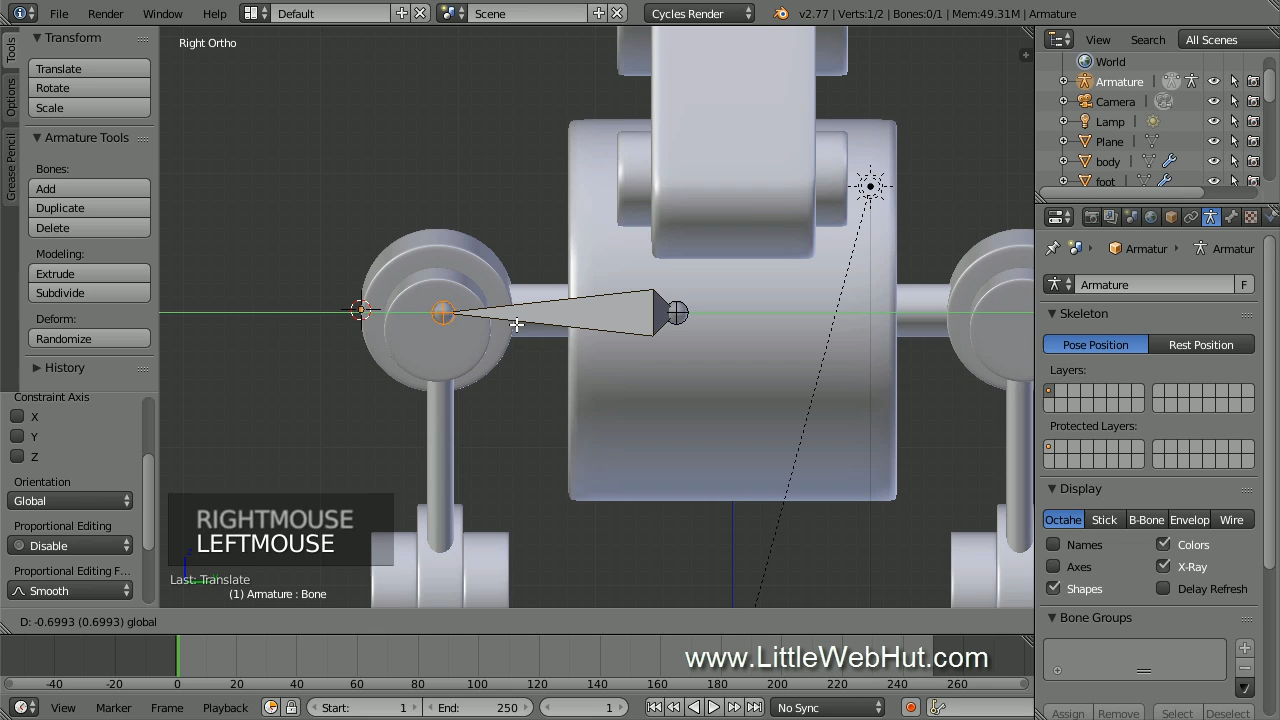 File Render Window Help Default Scene Cycles Render v2.77 | Verts:1/2 | Bones:0/1 | Mem:49.31M | Armature
Tools
Options
Grease Pencil
Transform
Translate
Rotate
Scale
Armature Tools
Bones:
Add
Duplicate
Delete
Modeling:
Extrude
Subdivide
Deform:
Randomize
History
Constraint Axis
X
Y
Z
Orientation
Global
Proportional Editing
Disable
Proportional Editing F...
Smooth
Right Ortho
RIGHTMOUSE
LEFTMOUSE
Last: Translate
(1) Armature : Bone
D: -0.6993 (0.6993) global
www.LittleWebHut.com
-40 -20 0 20 40 60 80 100 120 140 160 180 200 220 240 260
View Marker Frame Playback Start: 1 End: 250 1 No Sync
View Search All Scenes
World
Armature
Camera
Lamp
Plane
body
foot
Armatur Armatur
Armature F
Skeleton
Pose Position Rest Position
Layers:
Protected Layers:
Display
Octahe Stick B-Bone Envelop Wire
Names Colors
Axes X-Ray
Shapes Delay Refresh
Bone Groups
Assign Remove Select Deselect